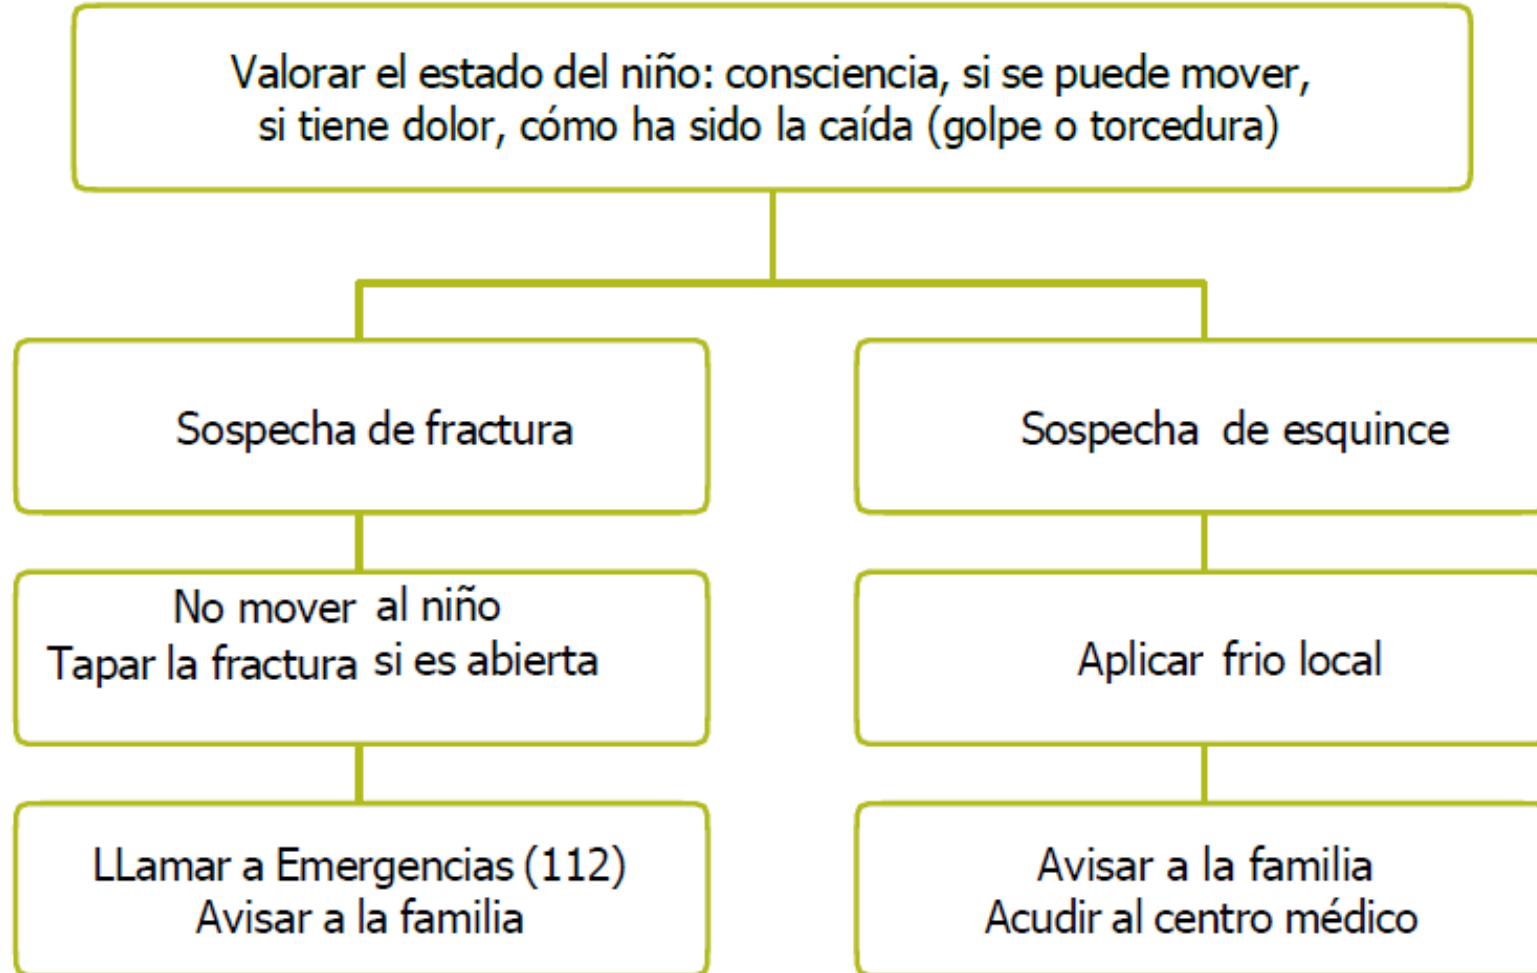 Valorar el estado del niño: consciencia, si se puede mover,
si tiene dolor, cómo ha sido la caída (golpe o torcedura)
Sospecha de fractura
Sospecha de esquince
No mover al niño
Tapar la fractura si es abierta
Aplicar frio local
LLamar a Emergencias (112)
Avisar a la familia
Avisar a la familia
Acudir al centro médico